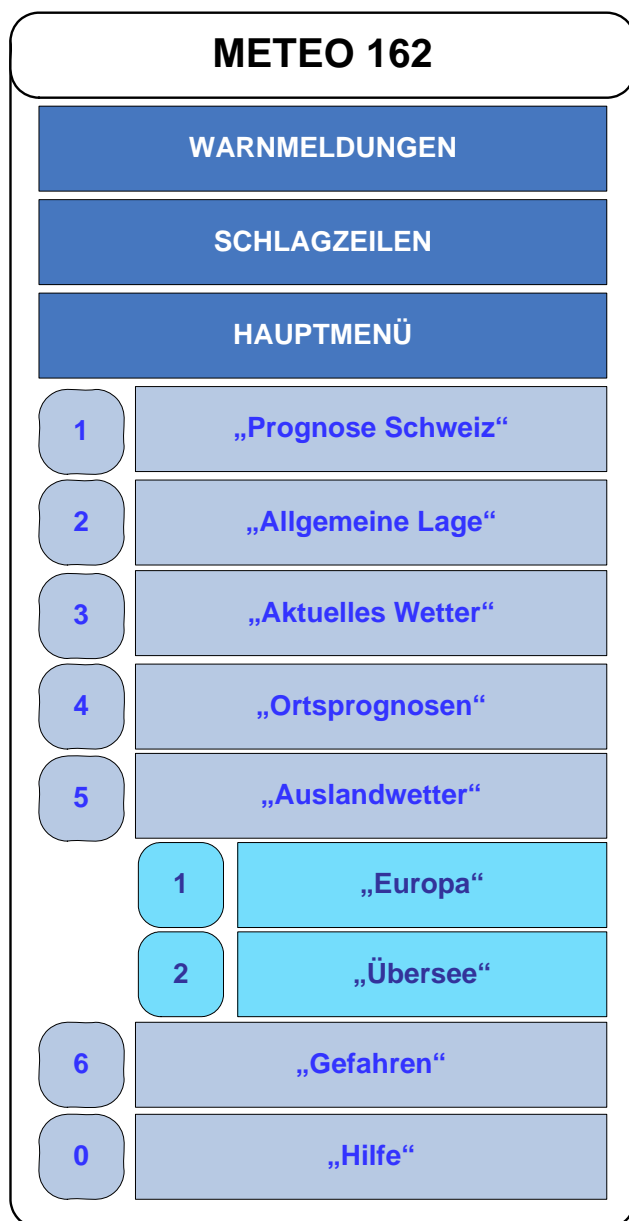 METEO 162
WARNMELDUNGEN
SCHLAGZEILEN
HAUPTMENÜ
1 „Prognose Schweiz“
2 „Allgemeine Lage“
3 „Aktuelles Wetter“
4 „Ortsprognosen“
5 „Auslandwetter“
1 „Europa“
2 „Übersee“
6 „Gefahren“
0 „Hilfe“